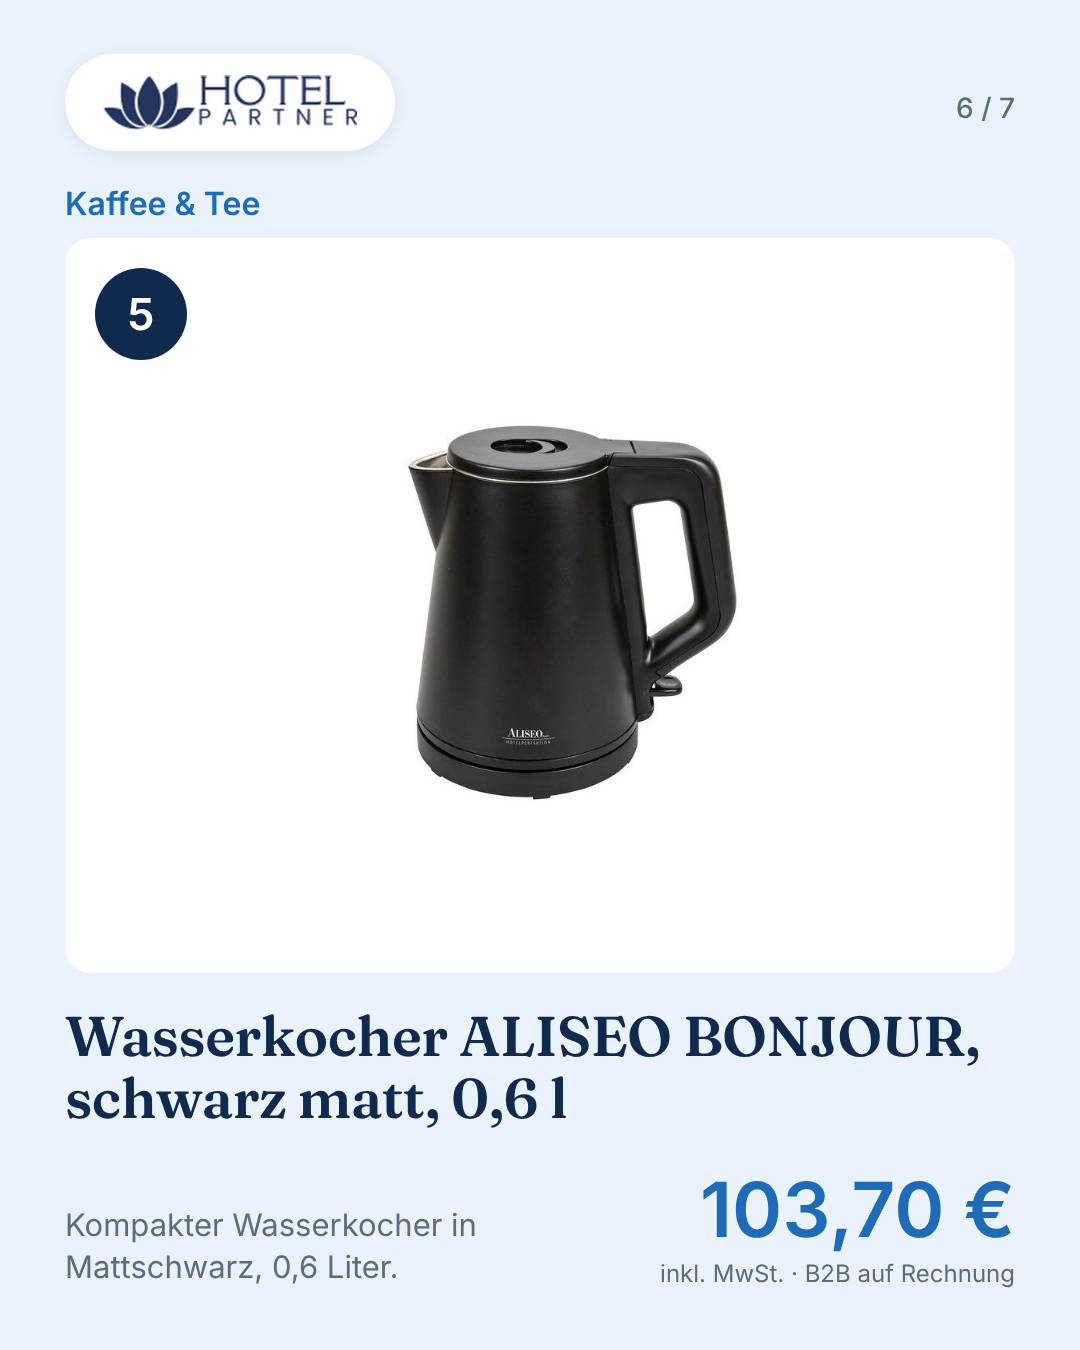 HOTEL
PARTNER
6 / 7
Kaffee & Tee
5
ALISEO
HOTELPERFEKTION
Wasserkocher ALISEO BONJOUR,
schwarz matt, 0,6 l
Kompakter Wasserkocher in
Mattschwarz, 0,6 Liter.
103,70 €
inkl. MwSt. · B2B auf Rechnung